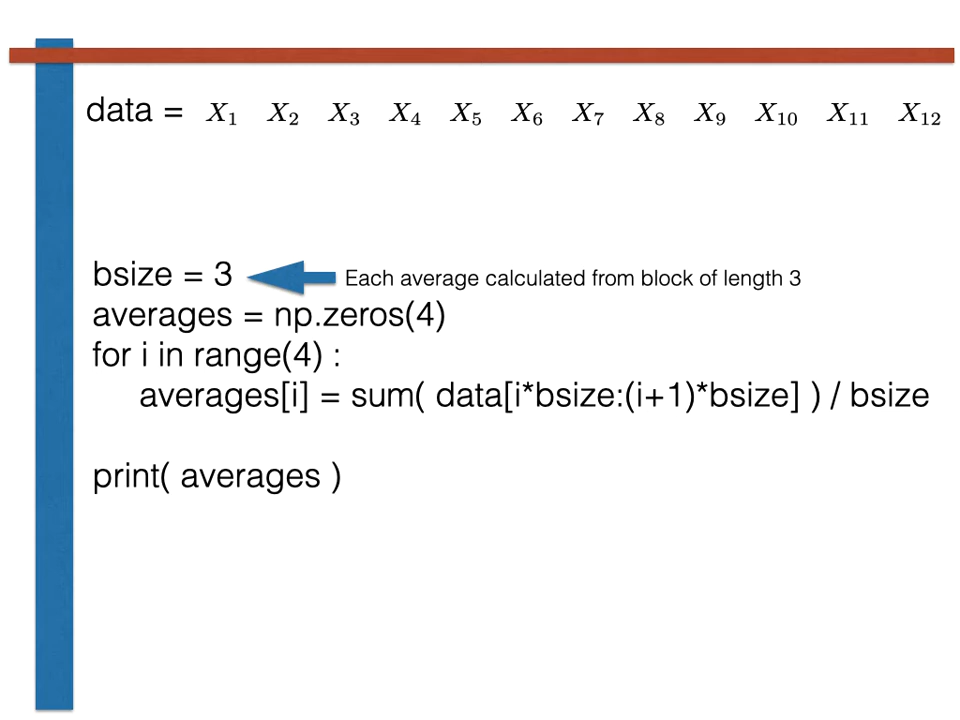 data = X₁ X₂ X₃ X₄ X₅ X₆ X₇ X₈ X₉ X₁₀ X₁₁ X₁₂
bsize = 3 Each average calculated from block of length 3
averages = np.zeros(4)
for i in range(4) :
averages[i] = sum( data[i*bsize:(i+1)*bsize] ) / bsize
print( averages )